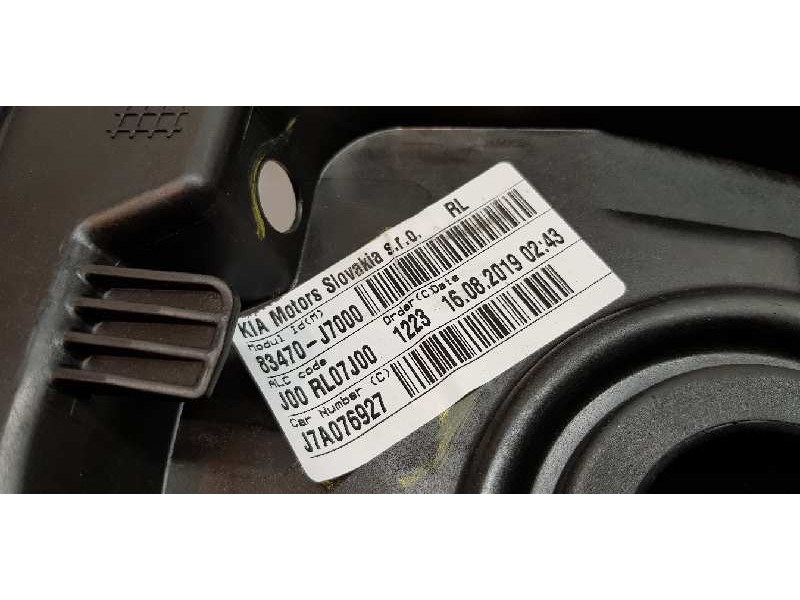 KIA Motors Slovakia s.r.o. RL
Modul Id(M)
83470-J7000
ALC code Order(C)Date
J00 RL07J00 1223 16.08.2019 02:43
Car Number (C)
J7A076927